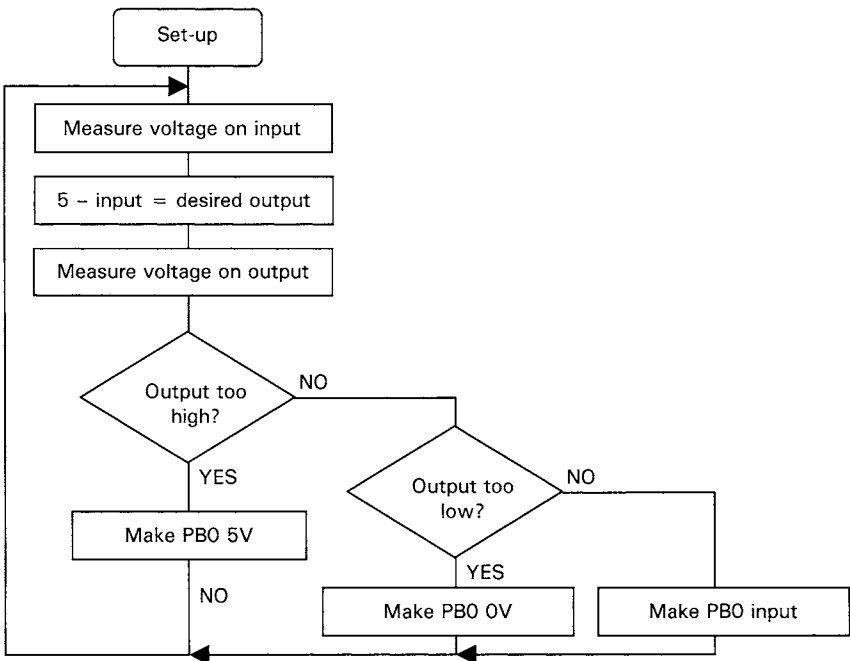 Set-up
Measure voltage on input
5 – input = desired output
Measure voltage on output
Output too
high?
NO
YES
Make PB0 5V
NO
Output too
low?
NO
YES
Make PB0 0V
Make PB0 input